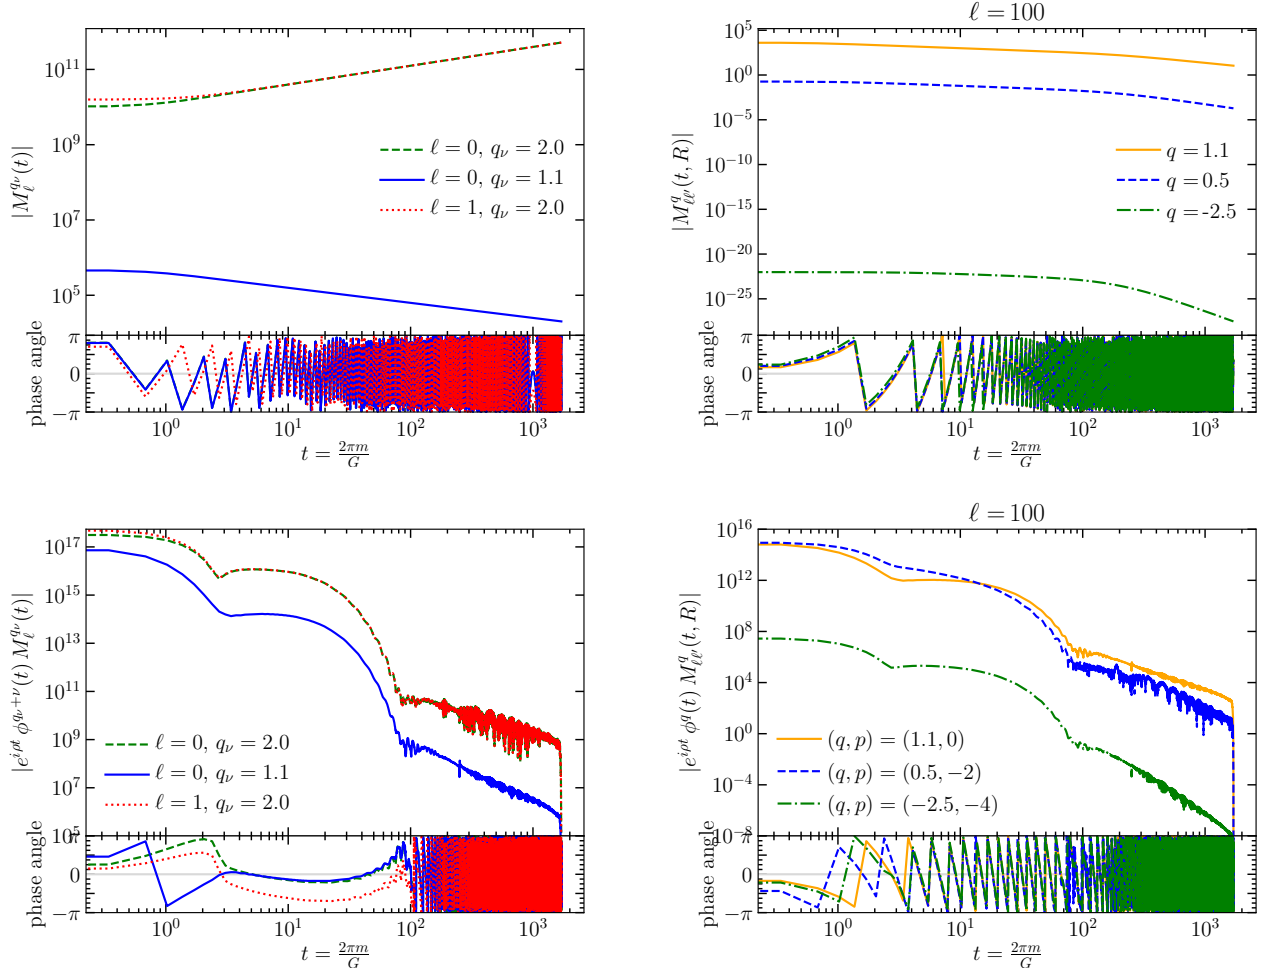 ℓ = 100
10^11
10^9
10^7
10^5
|M_ℓ^{q_ν}(t)|
ℓ = 0, q_ν = 2.0
ℓ = 0, q_ν = 1.1
ℓ = 1, q_ν = 2.0
π
0
−π
phase angle
10^0 10^1 10^2 10^3
t = 2πm/G
10^5
10^0
10^−5
10^−10
10^−15
10^−20
10^−25
|M_{ℓℓ′}^q(t, R)|
q = 1.1
q = 0.5
q = -2.5
π
0
−π
phase angle
10^0 10^1 10^2 10^3
t = 2πm/G
10^17
10^15
10^13
10^11
10^9
10^7
10^5
|e^{iρt} φ^{q_ν+ν}(t) M_ℓ^{q_ν}(t)|
ℓ = 0, q_ν = 2.0
ℓ = 0, q_ν = 1.1
ℓ = 1, q_ν = 2.0
0
−π
phase angle
10^0 10^1 10^2 10^3
t = 2πm/G
ℓ = 100
10^16
10^12
10^8
10^4
10^0
10^−4
10^−8
|e^{iρt} φ^q(t) M_{ℓℓ′}^q(t, R)|
(q, p) = (1.1, 0)
(q, p) = (0.5, −2)
(q, p) = (−2.5, −4)
0
−π
phase angle
10^0 10^1 10^2 10^3
t = 2πm/G